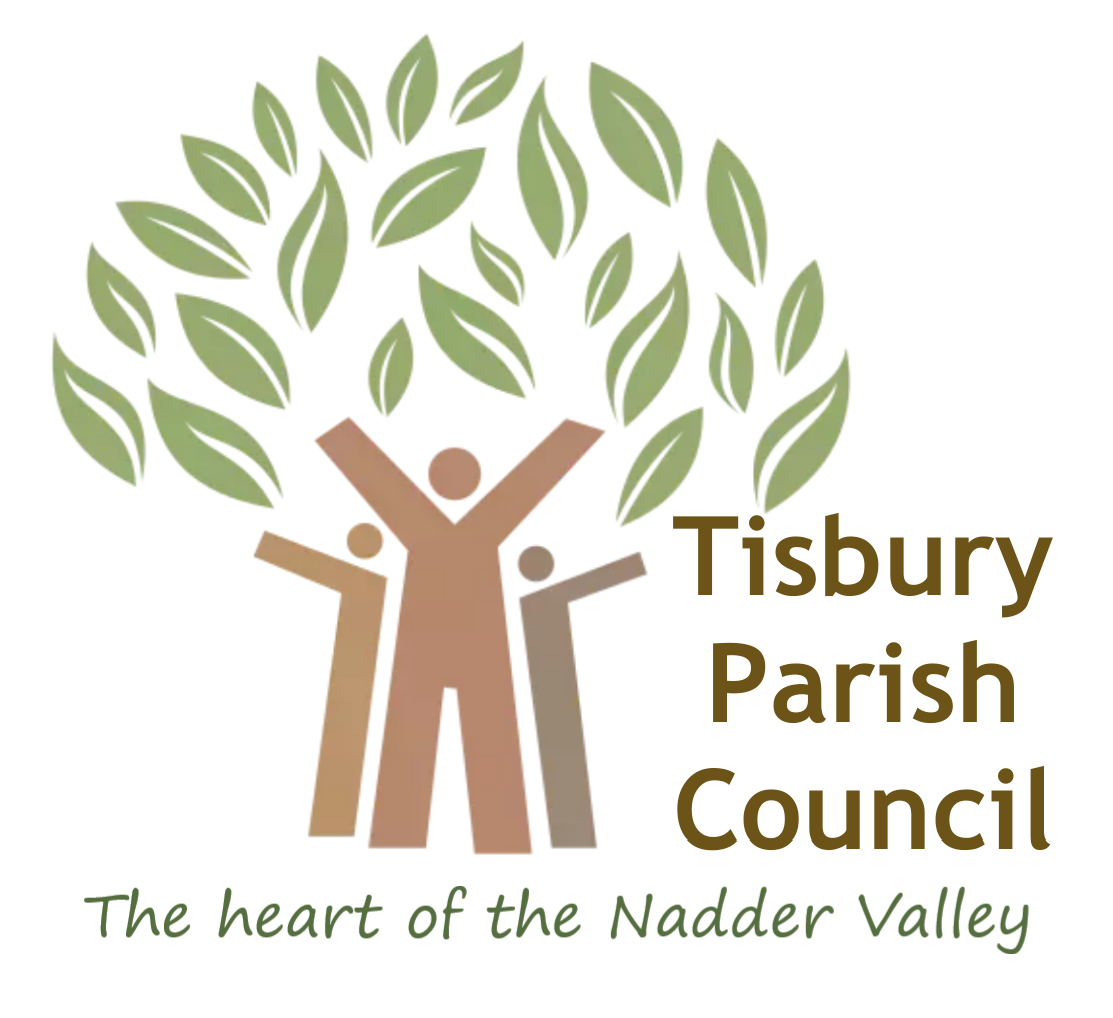 Tisbury
Parish
Council
The heart of the Nadder Valley